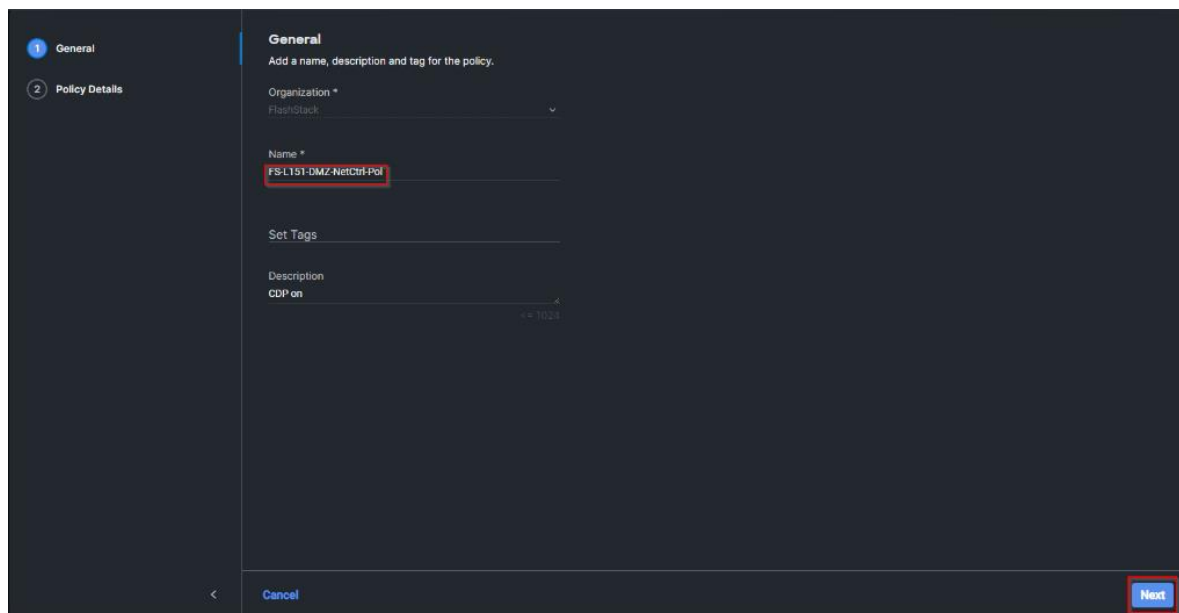 1 General
2 Policy Details
General
Add a name, description and tag for the policy.
Organization *
FlashStack
Name *
FS-L151-DMZ-NetCtrl-Pol
Set Tags
Description
CDP on
<= 1024
< Cancel
Next